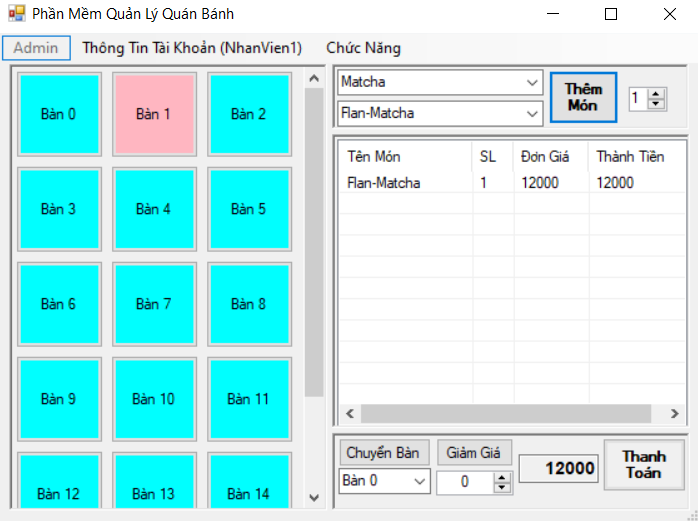 Phần Mềm Quản Lý Quán Bánh
Admin Thông Tin Tài Khoản (NhanVien1) Chức Năng
Bàn 0 Bàn 1 Bàn 2
Bàn 3 Bàn 4 Bàn 5
Bàn 6 Bàn 7 Bàn 8
Bàn 9 Bàn 10 Bàn 11
Bàn 12 Bàn 13 Bàn 14
Matcha
Flan-Matcha
Thêm
Món
1
Tên Món SL Đơn Giá Thành Tiền
Flan-Matcha 1 12000 12000
Chuyển Bàn Giảm Giá
Bàn 0 0
12000
Thanh
Toán